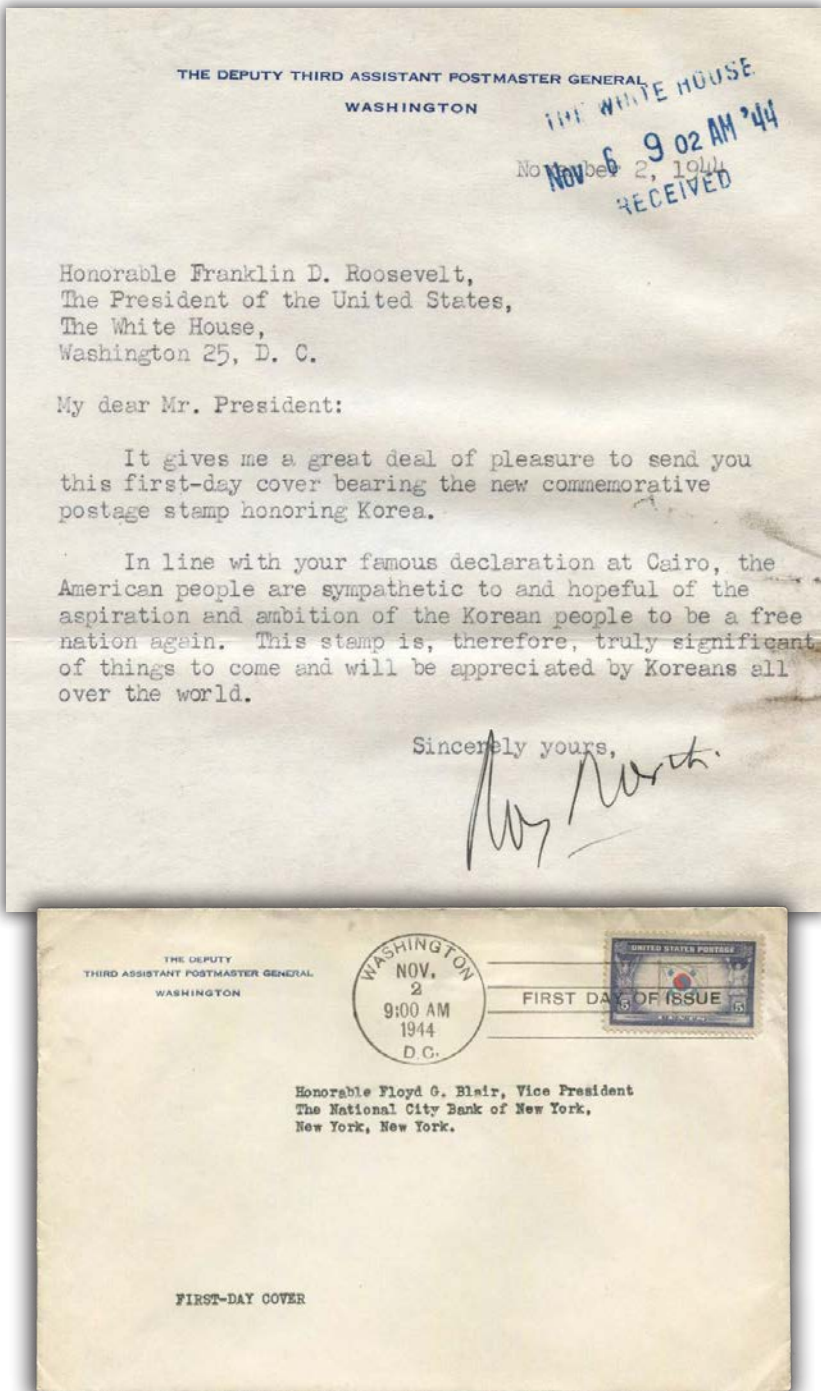 THE DEPUTY THIRD ASSISTANT POSTMASTER GENERAL
WASHINGTON
THE WHITE HOUSE
NOV 6 9 02 AM '44
RECEIVED
November 2, 1944
Honorable Franklin D. Roosevelt,
The President of the United States,
The White House,
Washington 25, D. C.
My dear Mr. President:
It gives me a great deal of pleasure to send you
this first-day cover bearing the new commemorative
postage stamp honoring Korea.
In line with your famous declaration at Cairo, the
American people are sympathetic to and hopeful of the
aspiration and ambition of the Korean people to be a free
nation again. This stamp is, therefore, truly significant
of things to come and will be appreciated by Koreans all
over the world.
Sincerely yours,
Roy North
THE DEPUTY
THIRD ASSISTANT POSTMASTER GENERAL
WASHINGTON
WASHINGTON
NOV.
2
9:00 AM
1944
D.C.
FIRST DAY OF ISSUE
UNITED STATES POSTAGE
5 CENTS 5
Honorable Floyd G. Blair, Vice President
The National City Bank of New York,
New York, New York.
FIRST-DAY COVER